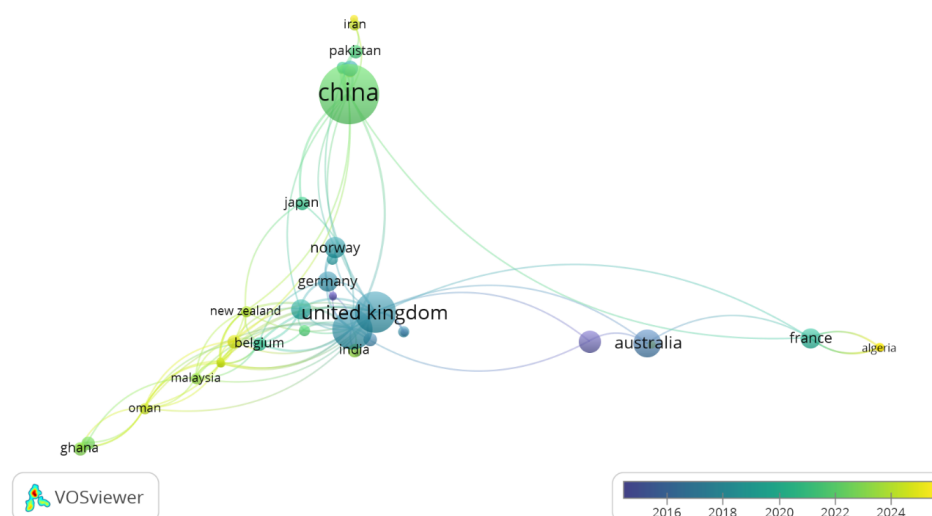 iran
pakistan
china
japan
norway
germany
new zealand
united kingdom
belgium
india
australia
france
algeria
malaysia
oman
ghana
VOSviewer
2016 2018 2020 2022 2024